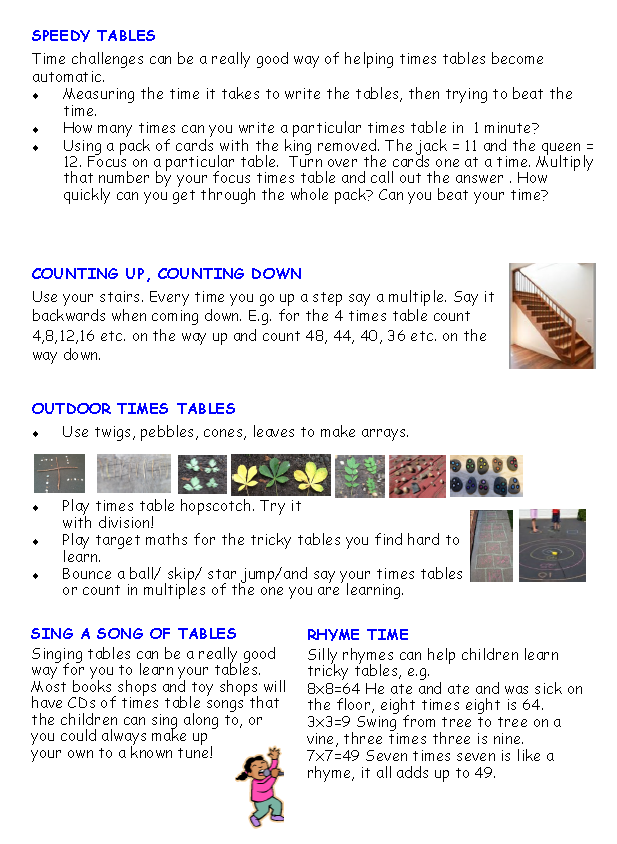 SPEEDY TABLES
Time challenges can be a really good way of helping times tables become
automatic.
⬥ Measuring the time it takes to write the tables, then trying to beat the
time.
⬥ How many times can you write a particular times table in  1 minute?
⬥ Using a pack of cards with the king removed. The jack = 11 and the queen =
12. Focus on a particular table.  Turn over the cards one at a time. Multiply
that number by your focus times table and call out the answer . How
quickly can you get through the whole pack? Can you beat your time?
COUNTING UP, COUNTING DOWN
Use your stairs. Every time you go up a step say a multiple. Say it
backwards when coming down. E.g. for the 4 times table count
4,8,12,16 etc. on the way up and count 48, 44, 40, 36 etc. on the
way down.
OUTDOOR TIMES TABLES
⬥ Use twigs, pebbles, cones, leaves to make arrays.
⬥ Play times table hopscotch. Try it
with division!
⬥ Play target maths for the tricky tables you find hard to
learn.
⬥ Bounce a ball/ skip/ star jump/and say your times tables
or count in multiples of the one you are learning.
SING A SONG OF TABLES
Singing tables can be a really good
way for you to learn your tables.
Most books shops and toy shops will
have CDs of times table songs that
the children can sing along to, or
you could always make up
your own to a known tune!
RHYME TIME
Silly rhymes can help children learn
tricky tables, e.g.
8x8=64 He ate and ate and was sick on
the floor, eight times eight is 64.
3x3=9 Swing from tree to tree on a
vine, three times three is nine.
7x7=49 Seven times seven is like a
rhyme, it all adds up to 49.